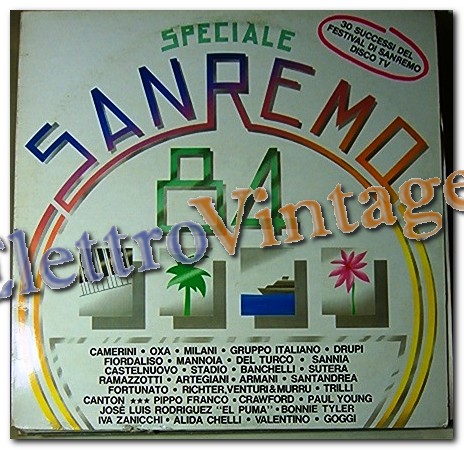 SPECIALE
30 SUCCESSI DEL
FESTIVAL DI SANREMO
DISCO TV
SANREMO
84
ElettroVintage
CAMERINI • OXA • MILANI • GRUPPO ITALIANO • DRUPI
FIORDALISO • MANNOIA • DEL TURCO • SANNIA
CASTELNUOVO • STADIO • BANCHELLI • SUTERA
RAMAZZOTTI • ARTEGIANI • ARMANI • SANTANDREA
FORTUNATO • RICHTER, VENTURI & MURRU • TRILLI
CANTON ★★★ PIPPO FRANCO • CRAWFORD • PAUL YOUNG
JOSÉ LUIS RODRIGUEZ "EL PUMA" • BONNIE TYLER
IVA ZANICCHI • ALIDA CHELLI • VALENTINO • GOGGI